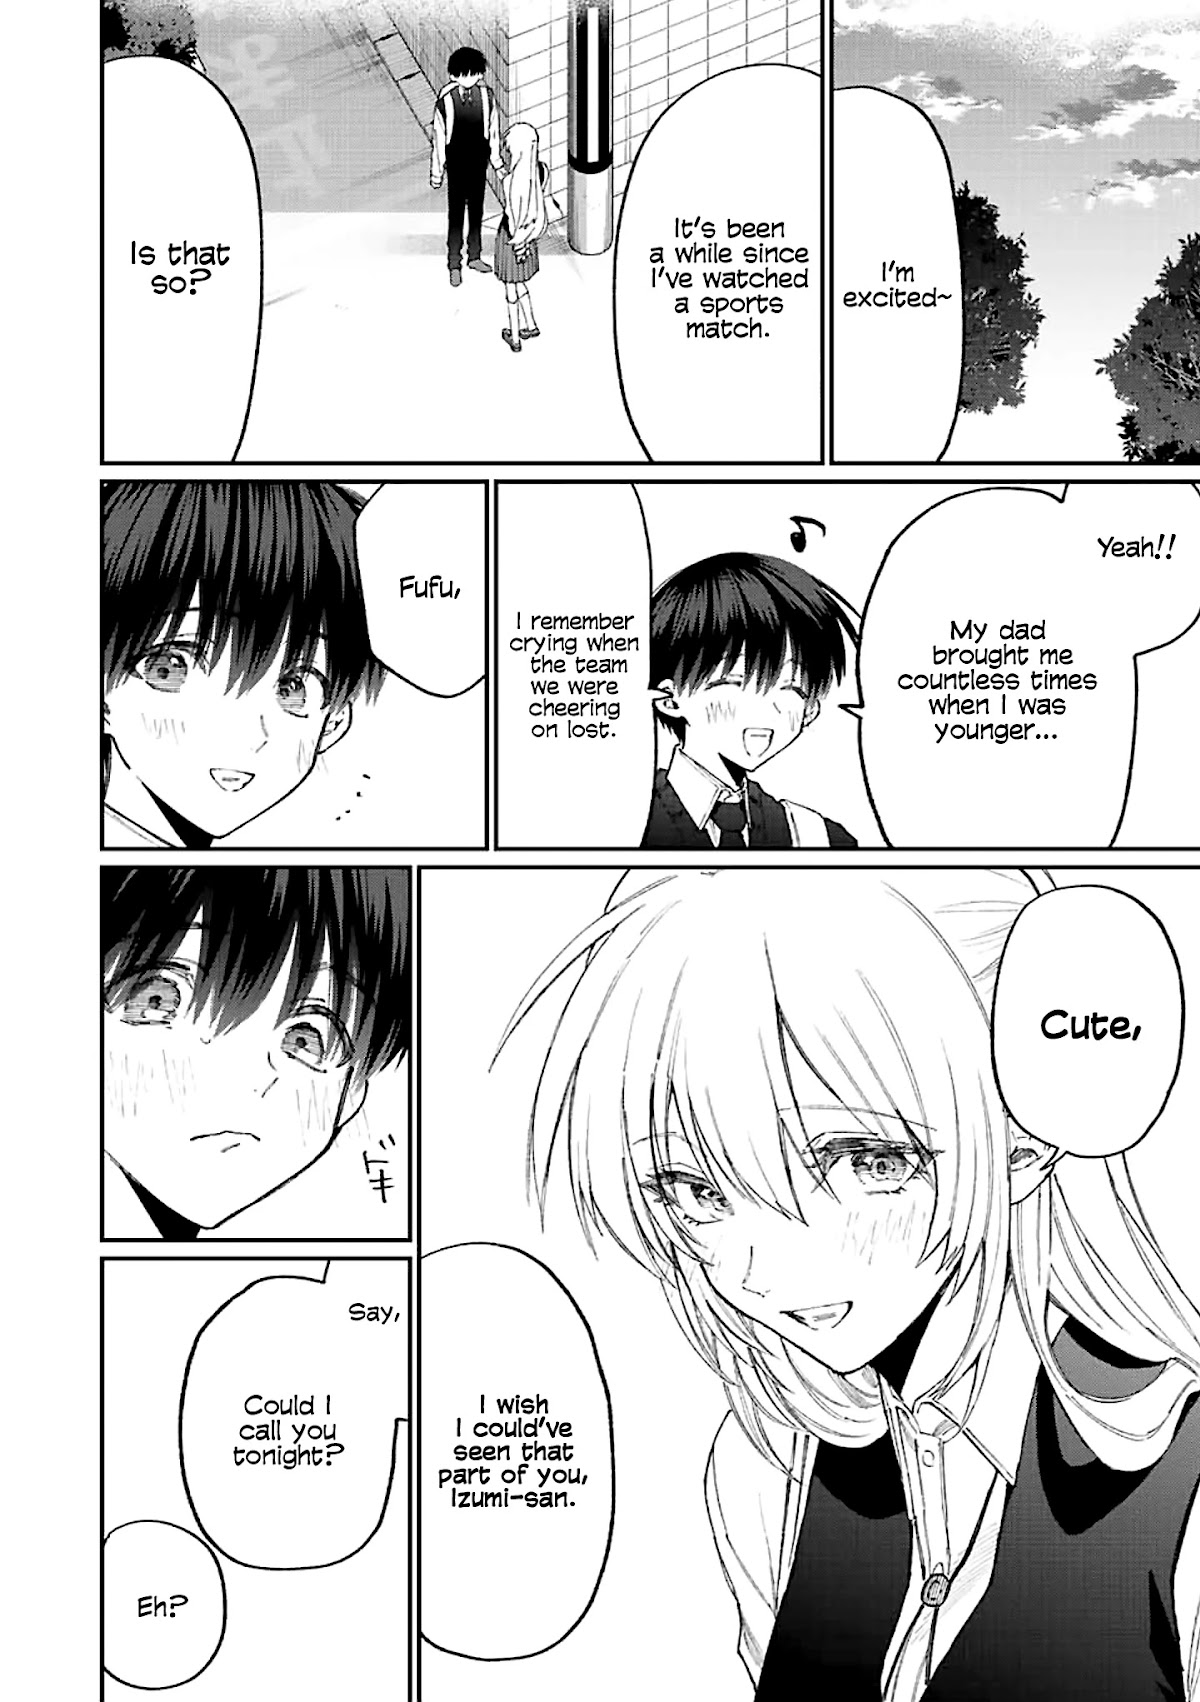 I'm
excited~
It's been
a while since
I've watched
a sports
match.
Is that
so?
Yeah!!
My dad
brought me
countless times
when I was
younger...
I remember
crying when
the team
we were
cheering
on lost.
Fufu,
Cute,
I wish
I could've
seen that
part of you,
Izumi-san.
ドキ
Say,
Could I
call you
tonight?
Eh?